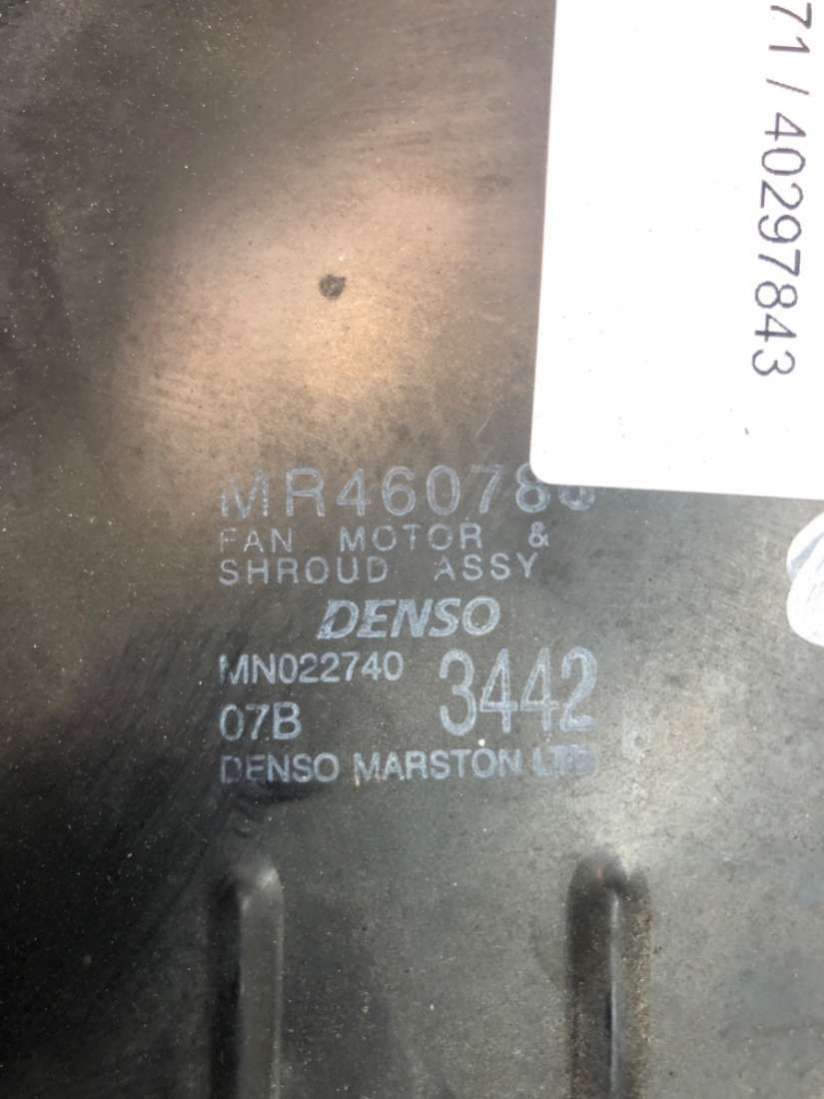 71 / 40297843
FAN MOTOR &
SHROUD ASSY
DENSO
MN022740 3442
07B
DENSO MARSTON LTD